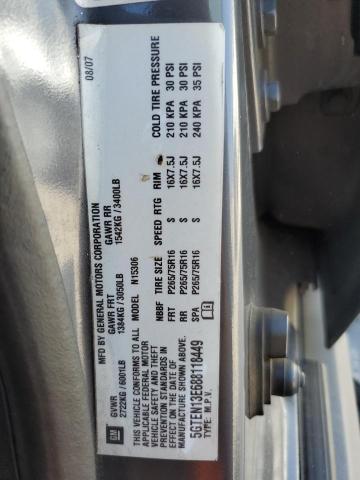 MFD BY GENERAL MOTORS CORPORATION 08/07
GVWR GAWR FRT GAWR RR
2722KG / 6001LB 1384KG / 3050LB 1542KG / 3400LB
GM
THIS VEHICLE CONFORMS TO ALL
APPLICABLE FEDERAL MOTOR
VEHICLE SAFETY AND THEFT
PREVENTION STANDARDS IN
EFFECT ON THE DATE OF
MANUFACTURE SHOWN ABOVE.
5GTEN13E688118449
TYPE: M.P.V.
MODEL N15306
NBBF TIRE SIZE SPEED RTG RIM COLD TIRE PRESSURE
FRT P265/75R16 S 16X7.5J 210 KPA 30 PSI
RR P265/75R16 S 16X7.5J 210 KPA 30 PSI
SPA P265/75R16 S 16X7.5J 240 KPA 35 PSI